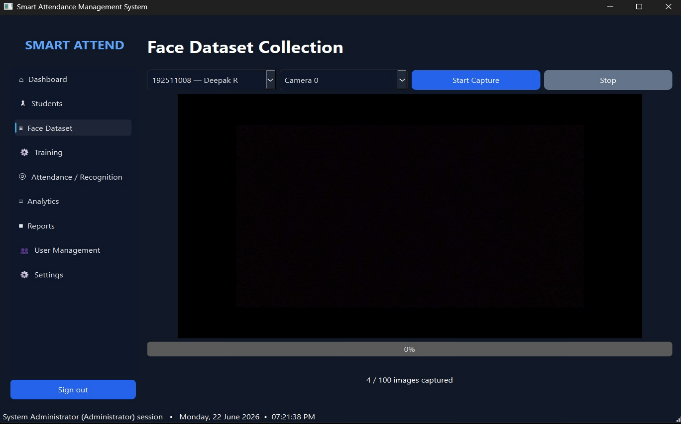 Smart Attendance Management System
SMART ATTEND
Face Dataset Collection
192511008 — Deepak R
Camera 0
Start Capture
Stop
Dashboard
Students
Face Dataset
Training
Attendance / Recognition
Analytics
Reports
User Management
Settings
0%
4 / 100 images captured
Sign out
System Administrator (Administrator) session • Monday, 22 June 2026 • 07:21:38 PM